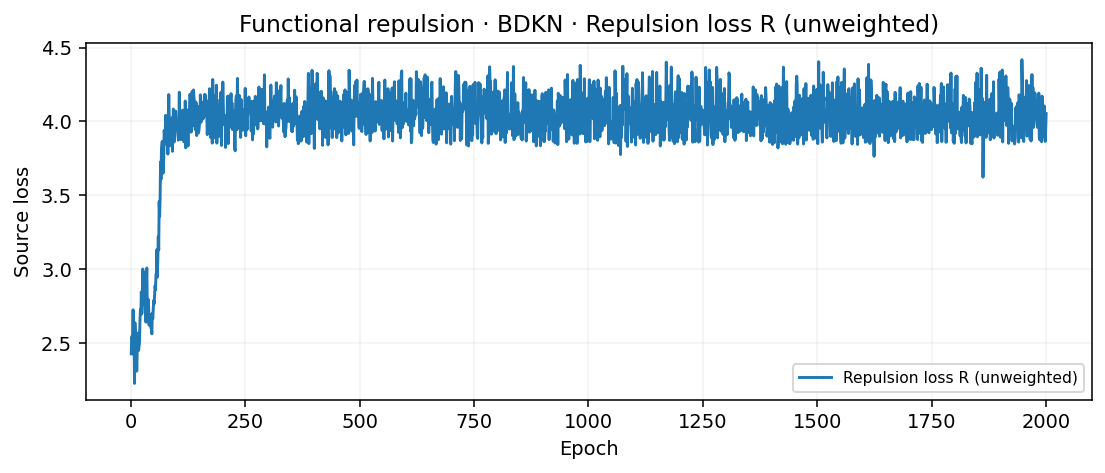 Functional repulsion · BDKN · Repulsion loss R (unweighted)
4.5
4.0
3.5
3.0
2.5
Source loss
0 250 500 750 1000 1250 1500 1750 2000
Epoch
Repulsion loss R (unweighted)